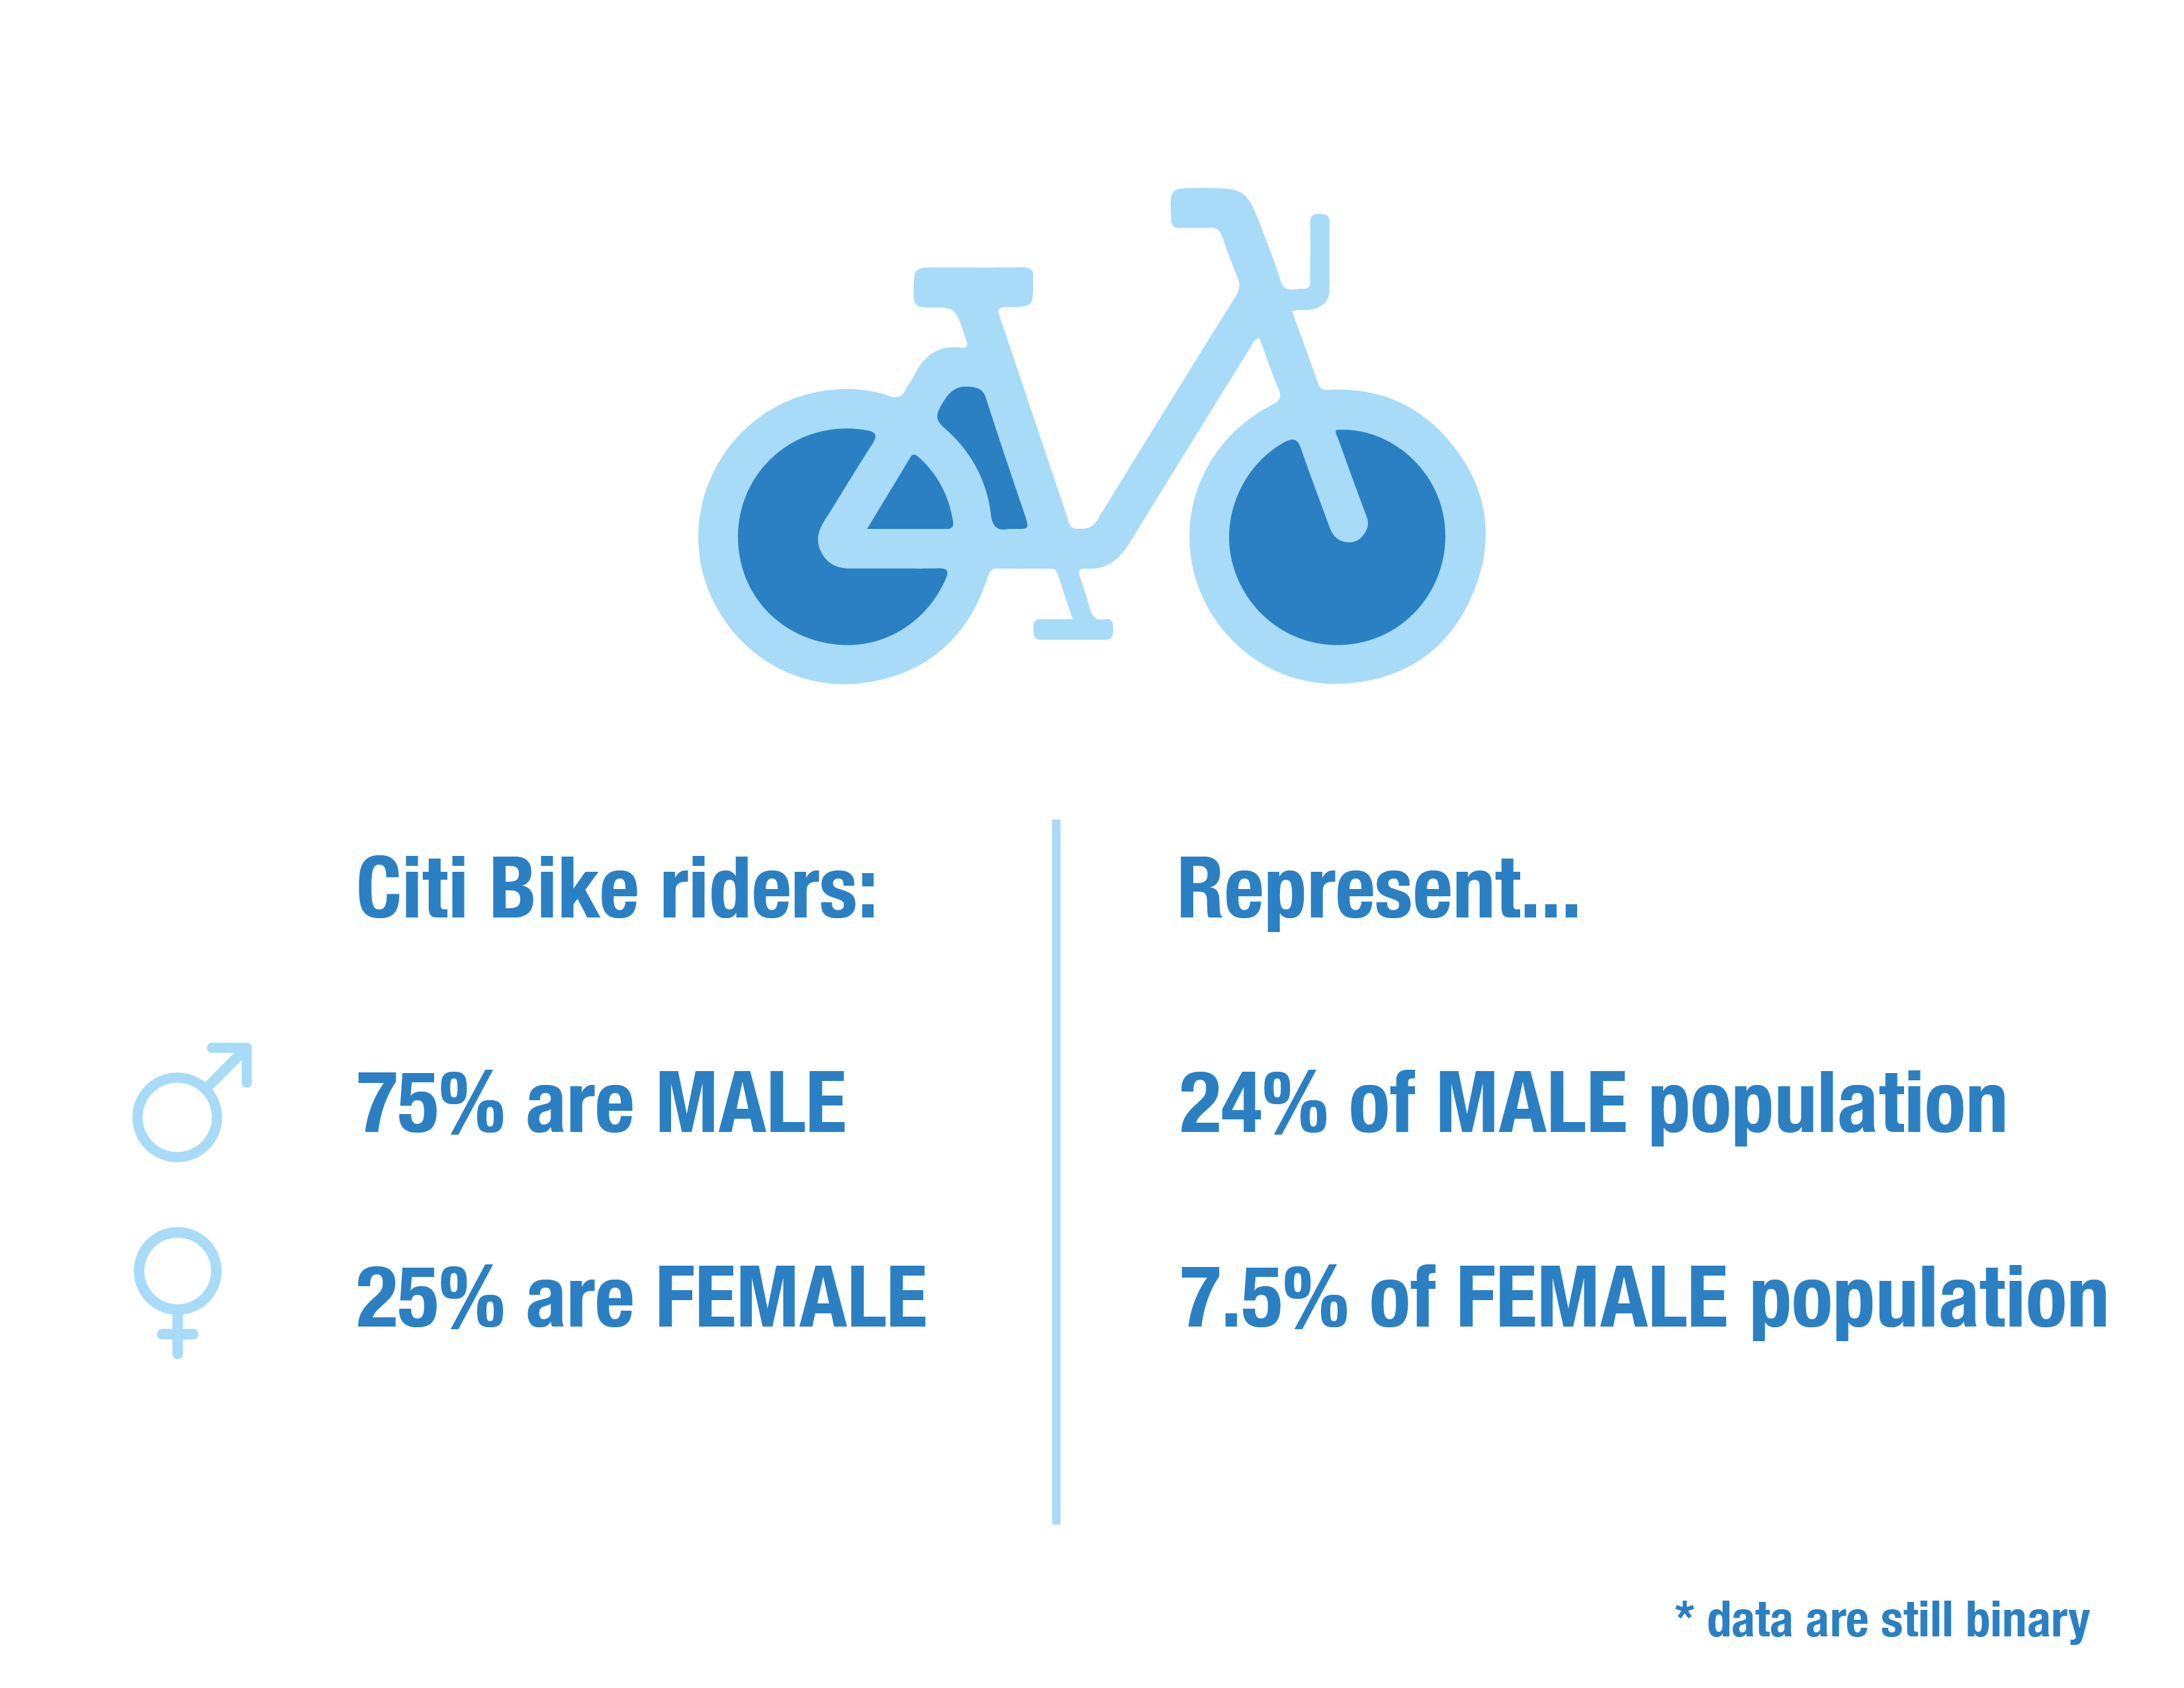 Citi Bike riders:
Represent...
75% are MALE
24% of MALE population
25% are FEMALE
7.5% of FEMALE population
* data are still binary